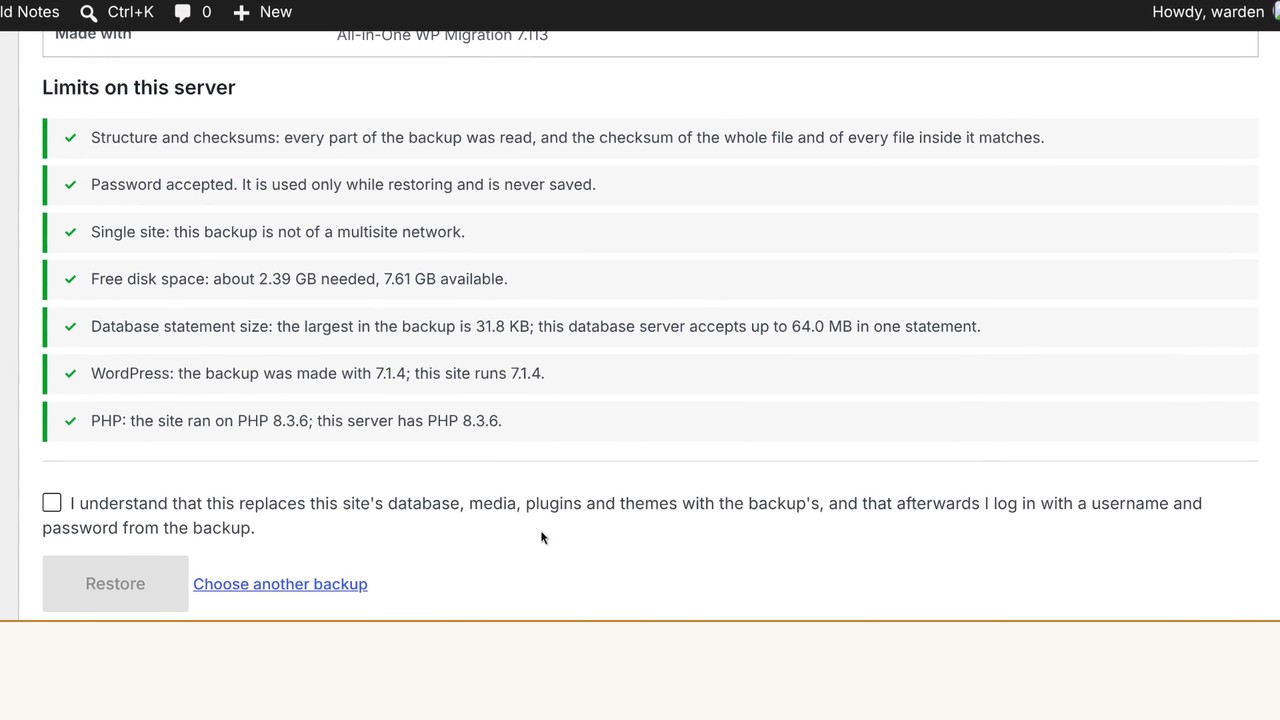 ld Notes Ctrl+K 0 New Howdy, warden
Made with All-in-One WP Migration 7.113
Limits on this server
Structure and checksums: every part of the backup was read, and the checksum of the whole file and of every file inside it matches.
Password accepted. It is used only while restoring and is never saved.
Single site: this backup is not of a multisite network.
Free disk space: about 2.39 GB needed, 7.61 GB available.
Database statement size: the largest in the backup is 31.8 KB; this database server accepts up to 64.0 MB in one statement.
WordPress: the backup was made with 7.1.4; this site runs 7.1.4.
PHP: the site ran on PHP 8.3.6; this server has PHP 8.3.6.
I understand that this replaces this site's database, media, plugins and themes with the backup's, and that afterwards I log in with a username and
password from the backup.
Restore Choose another backup